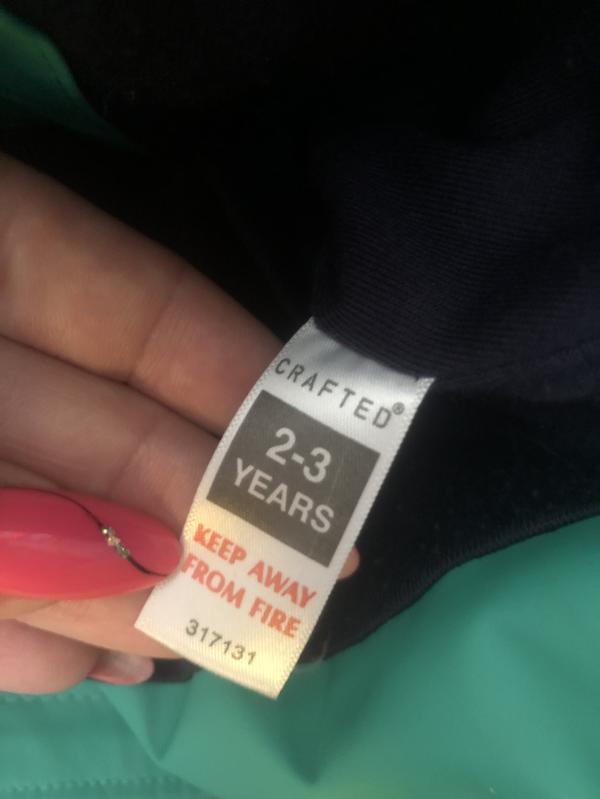 CRAFTED®
2-3
YEARS
KEEP AWAY
FROM FIRE
317131